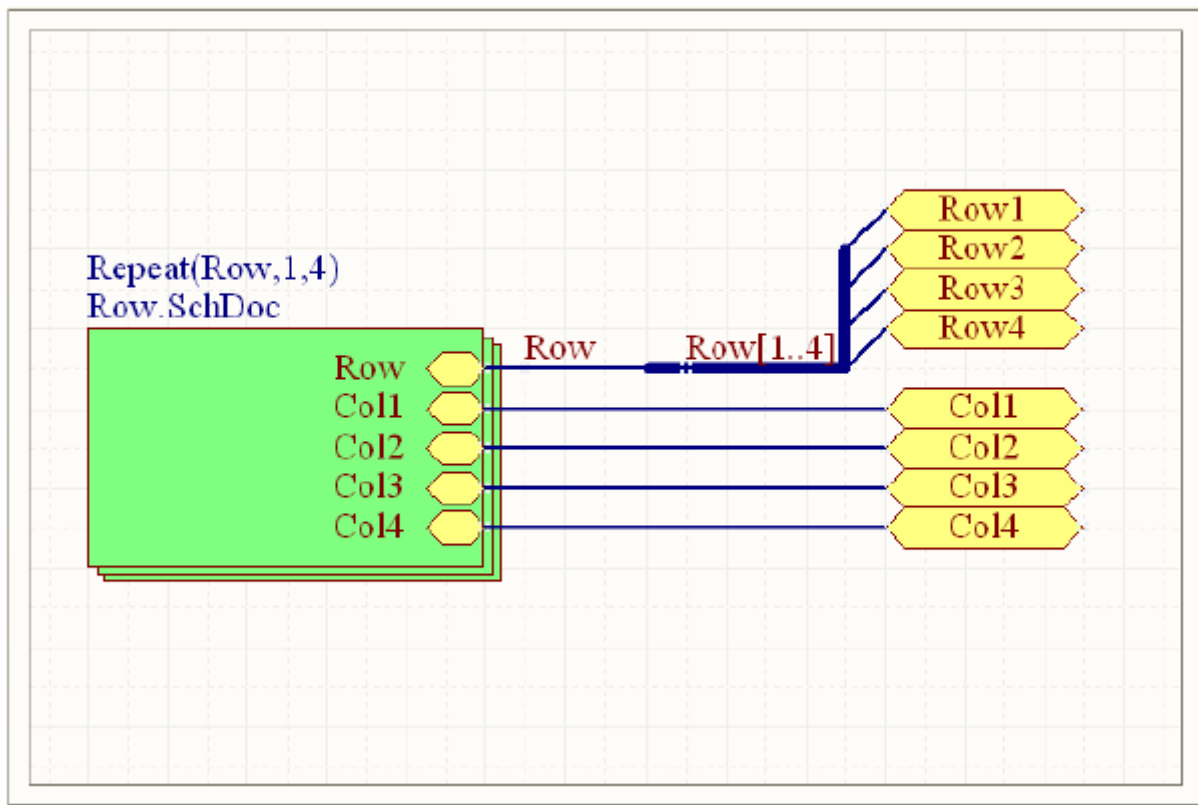 Repeat(Row,1,4)
Row.SchDoc
Row
Col1
Col2
Col3
Col4
Row
Row[1..4]
Row1
Row2
Row3
Row4
Col1
Col2
Col3
Col4